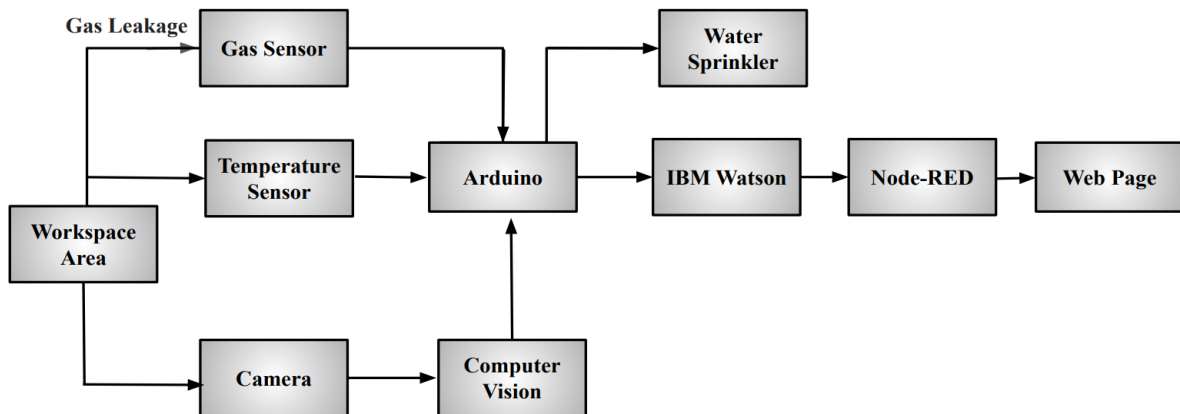 Gas Leakage
Gas Sensor
Water
Sprinkler
Temperature
Sensor
Arduino
IBM Watson
Node-RED
Web Page
Workspace
Area
Camera
Computer
Vision